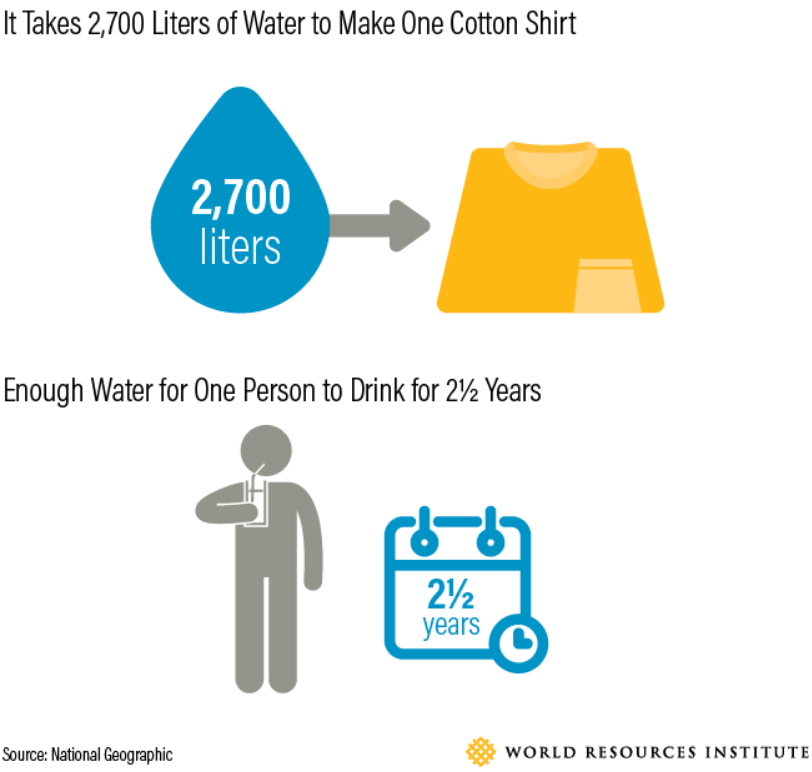 It Takes 2,700 Liters of Water to Make One Cotton Shirt
2,700
liters
Enough Water for One Person to Drink for 2½ Years
2½
years
Source: National Geographic
WORLD RESOURCES INSTITUTE